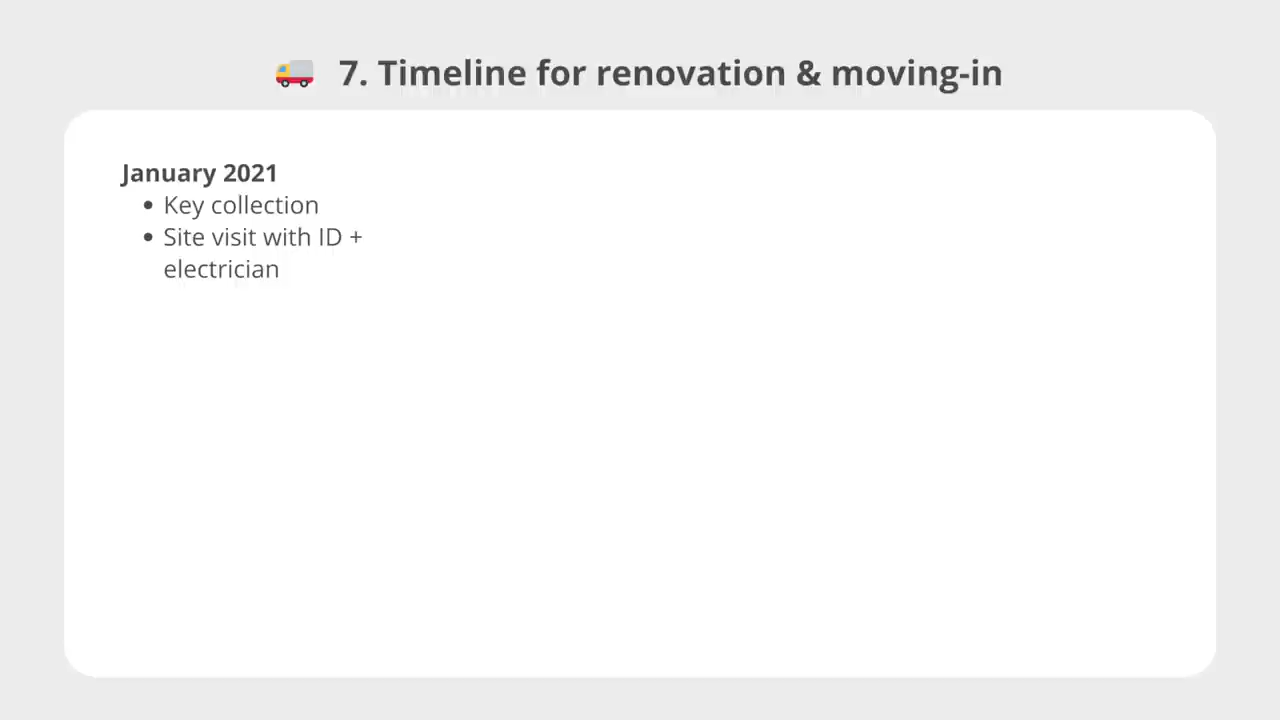 7. Timeline for renovation & moving-in
January 2021
• Key collection
• Site visit with ID +
electrician